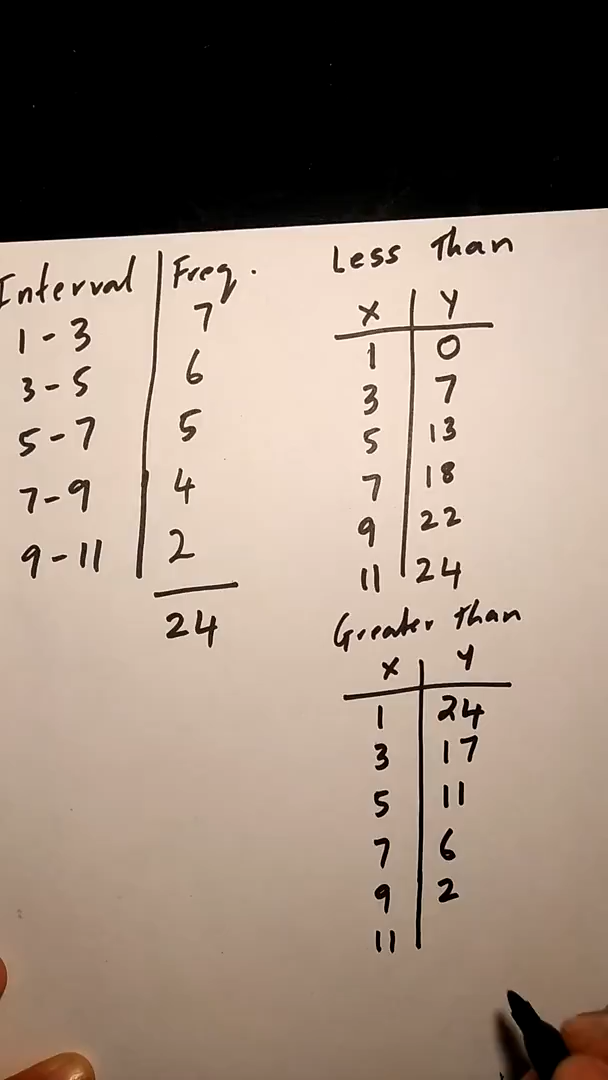 Interval | Freq.
1 - 3 7
3 - 5 6
5 - 7 5
7 - 9 4
9 - 11 2
24
Less Than
X Y
1 0
3 7
5 13
7 18
9 22
11 24
Greater than
X Y
1 24
3 17
5 11
7 6
9 2
11